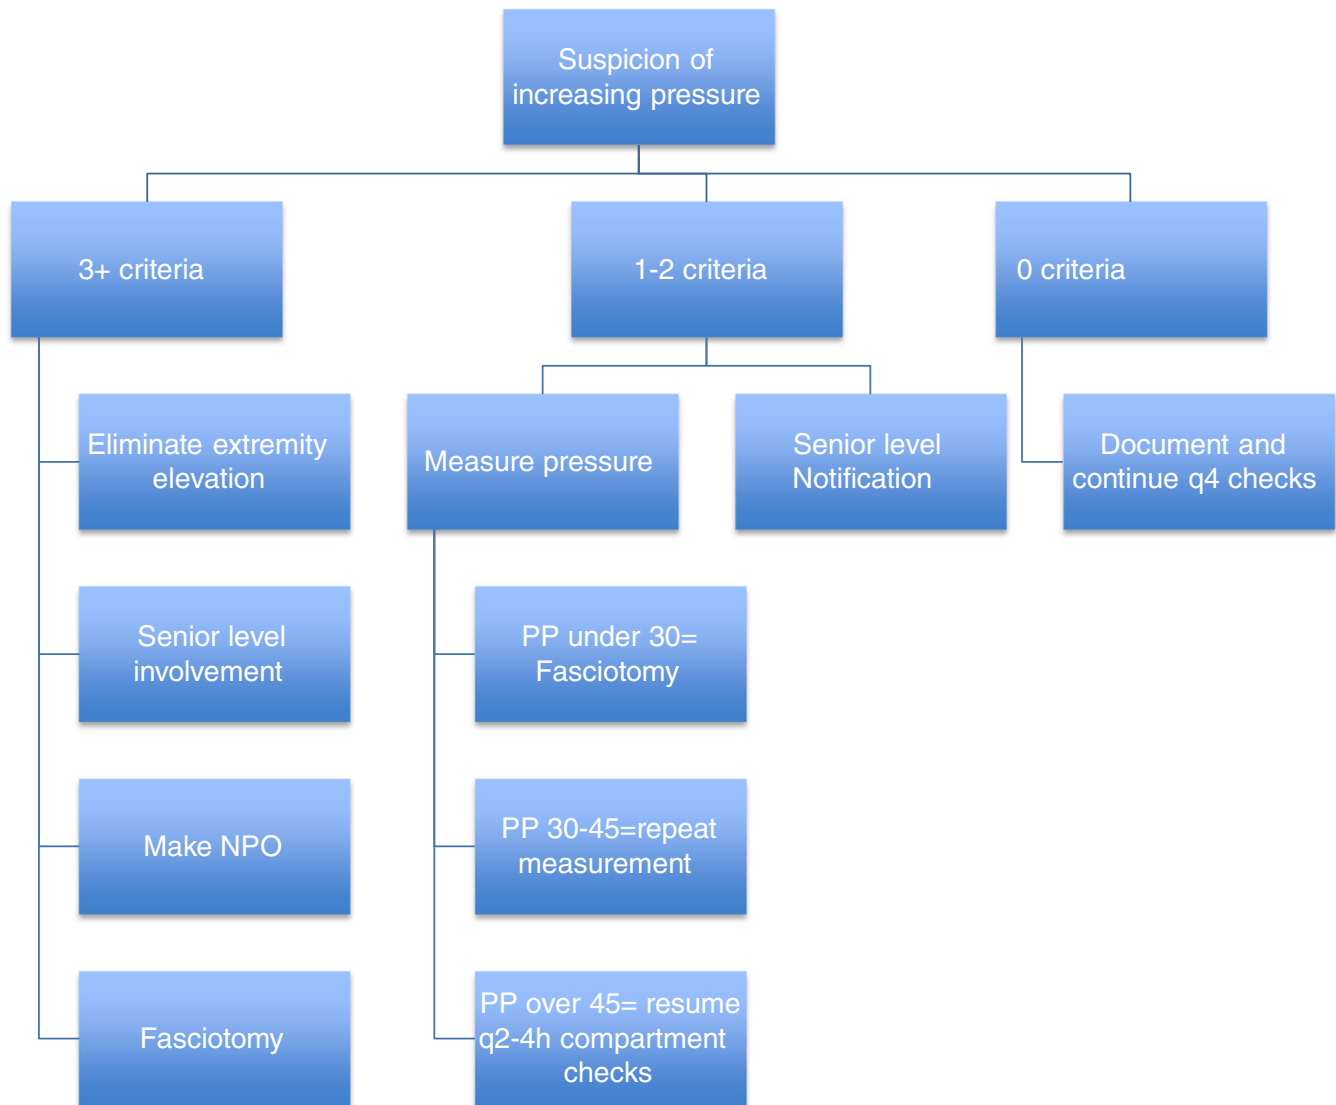 Suspicion of
increasing pressure
3+ criteria
1-2 criteria
0 criteria
Eliminate extremity
elevation
Measure pressure
Senior level
Notification
Document and
continue q4 checks
Senior level
involvement
PP under 30=
Fasciotomy
Make NPO
PP 30-45=repeat
measurement
Fasciotomy
PP over 45= resume
q2-4h compartment
checks